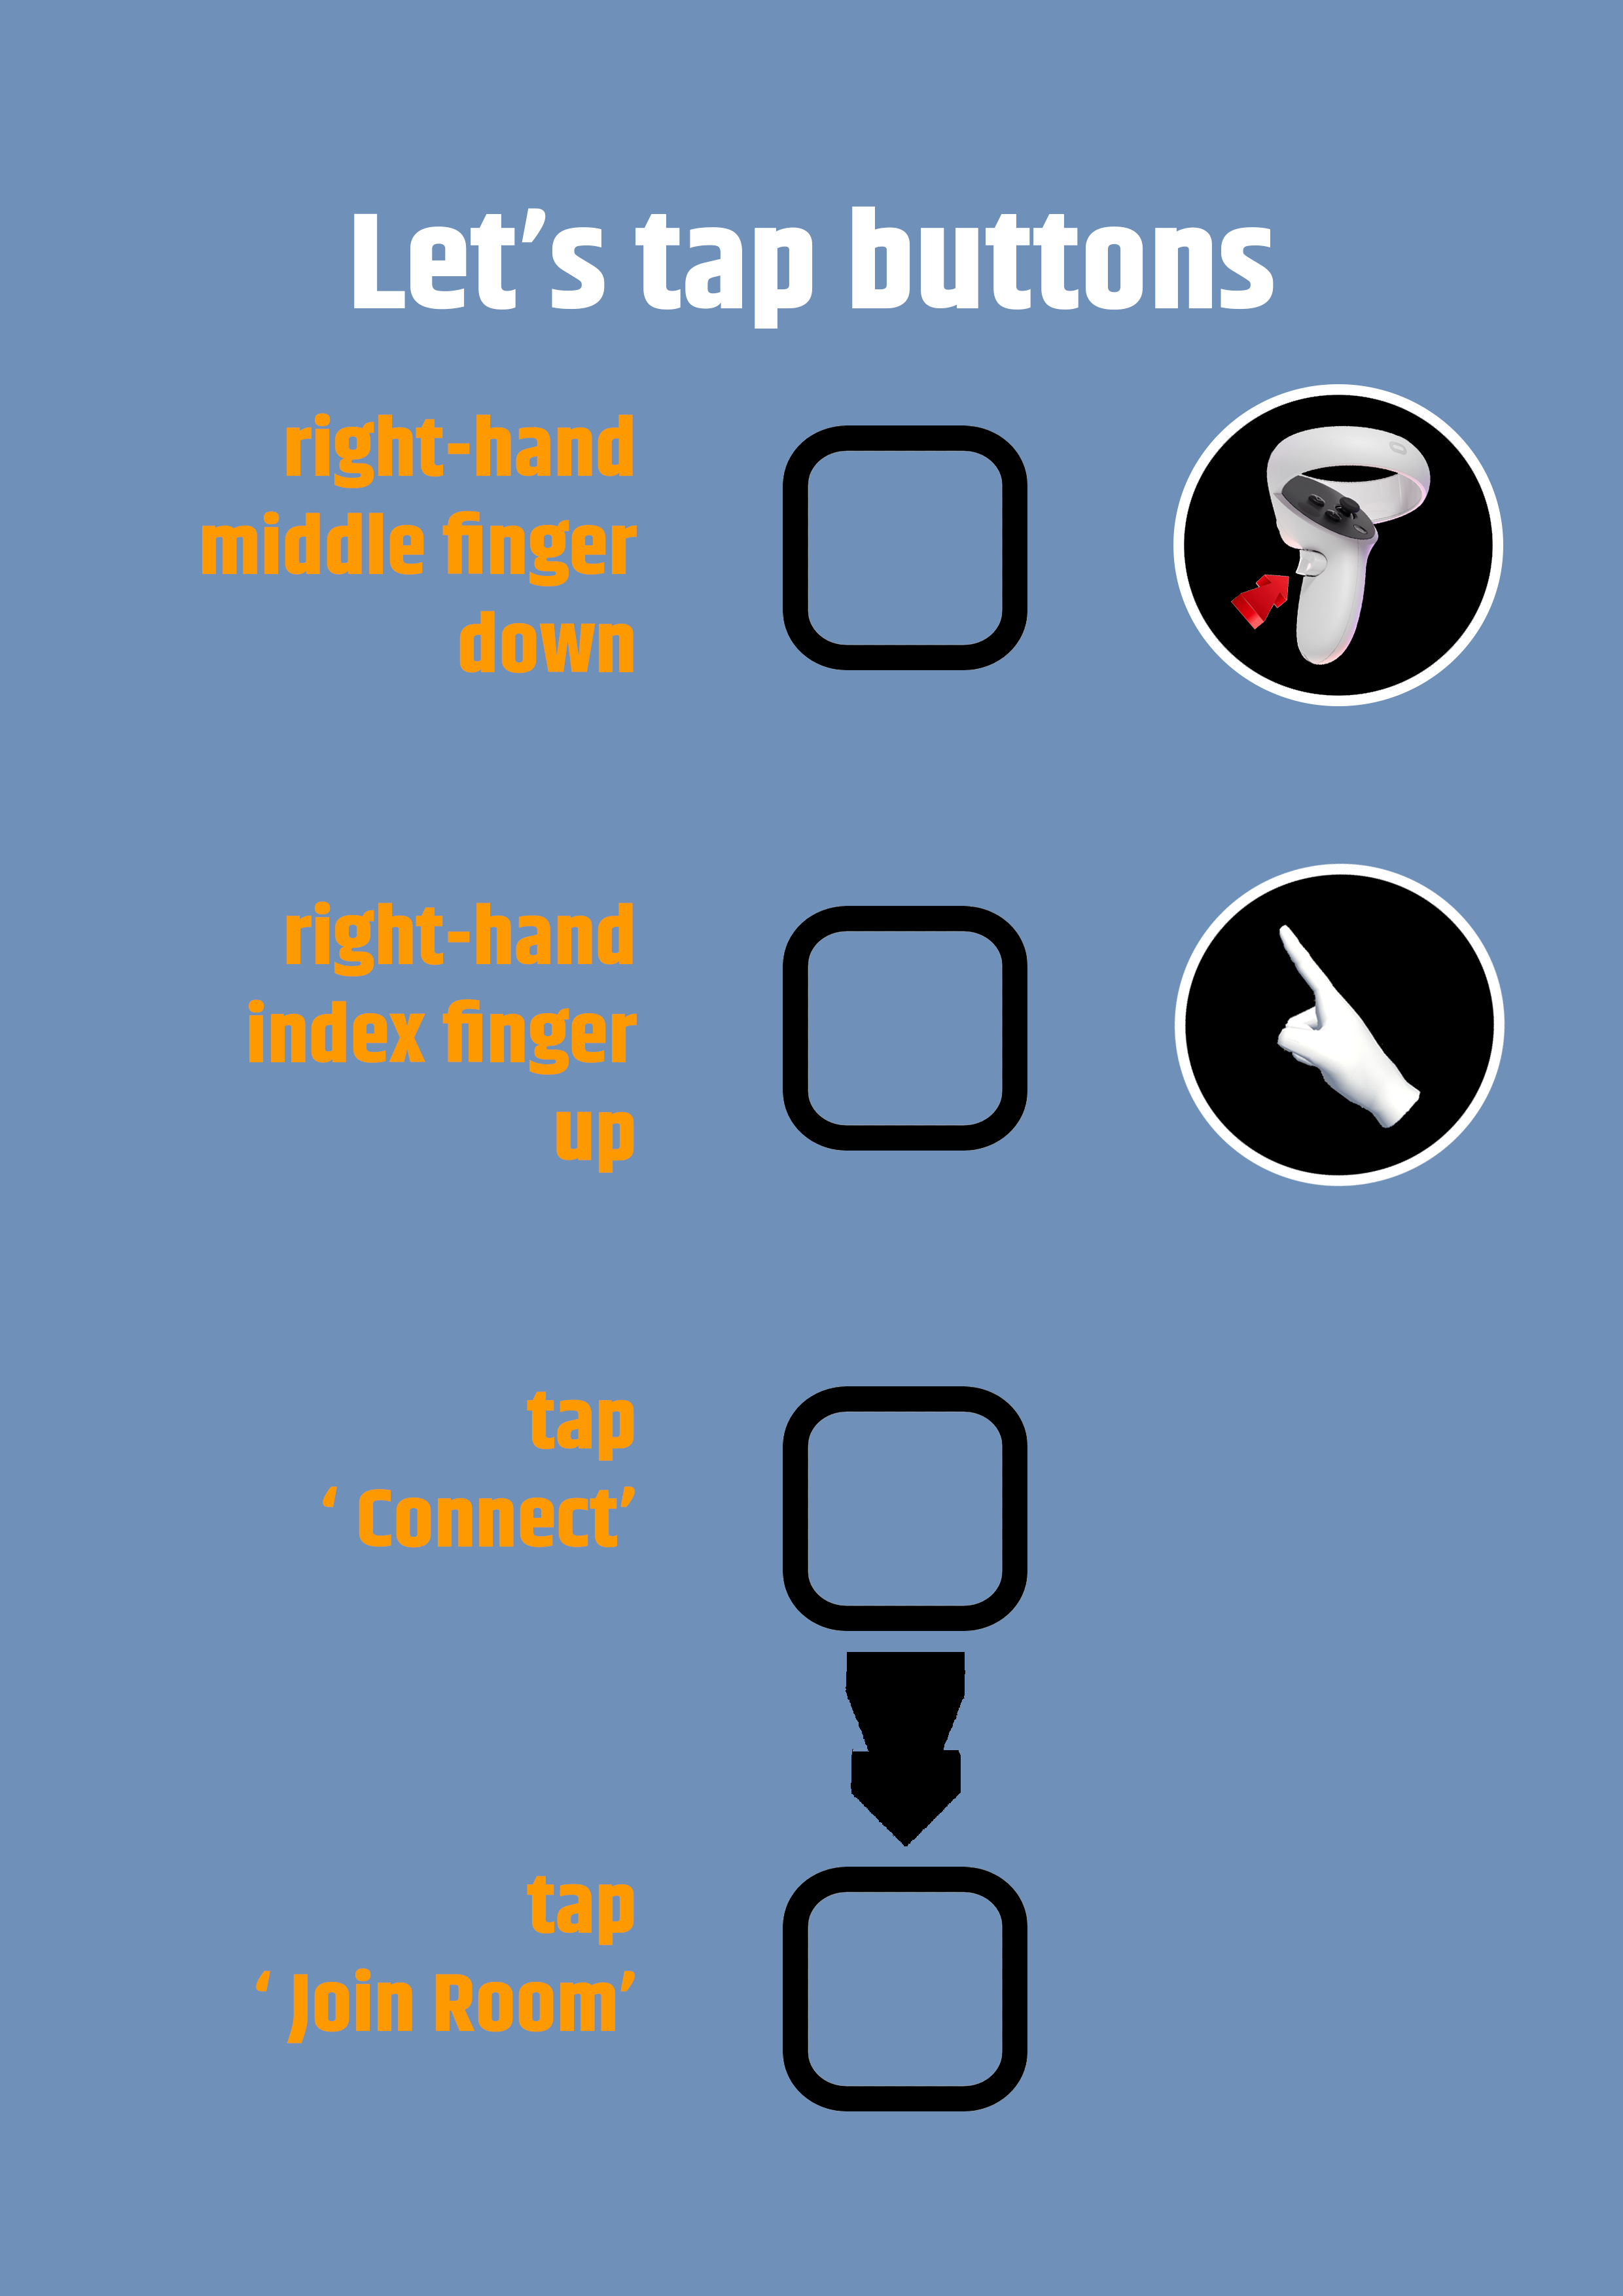 Let’s tap buttons
right-hand
middle finger
down
right-hand
index finger
up
tap
‘ Connect’
tap
‘ Join Room’